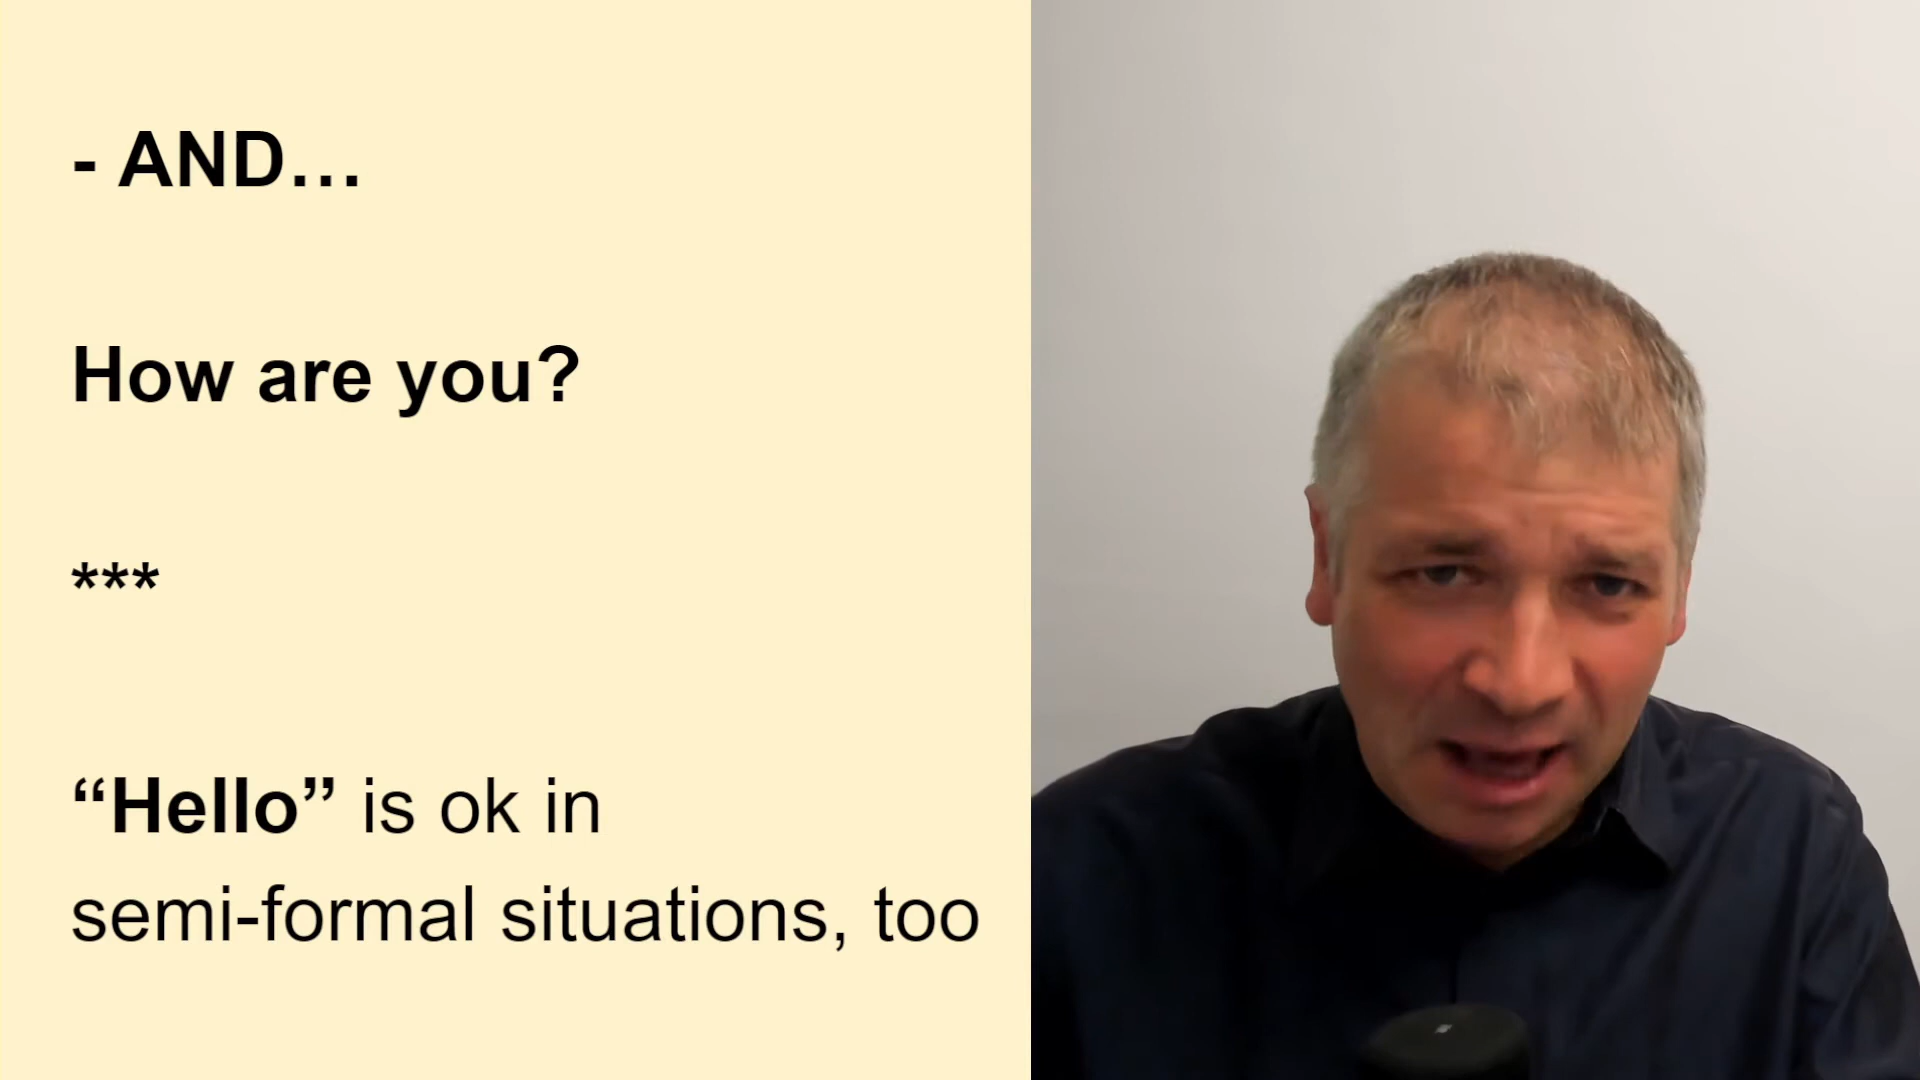 - AND…
How are you?
***
“Hello” is ok in
semi-formal situations, too